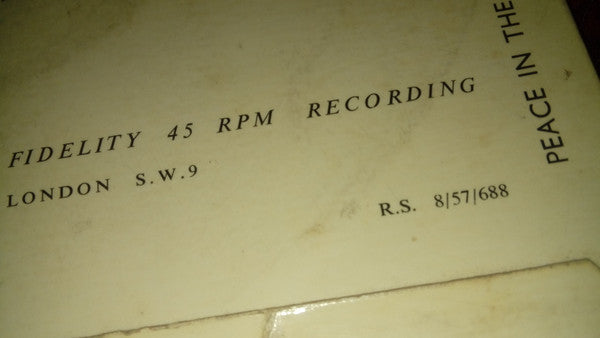 FIDELITY 45 RPM RECORDING
LONDON S.W.9
R.S. 8/57/688
PEACE IN THE